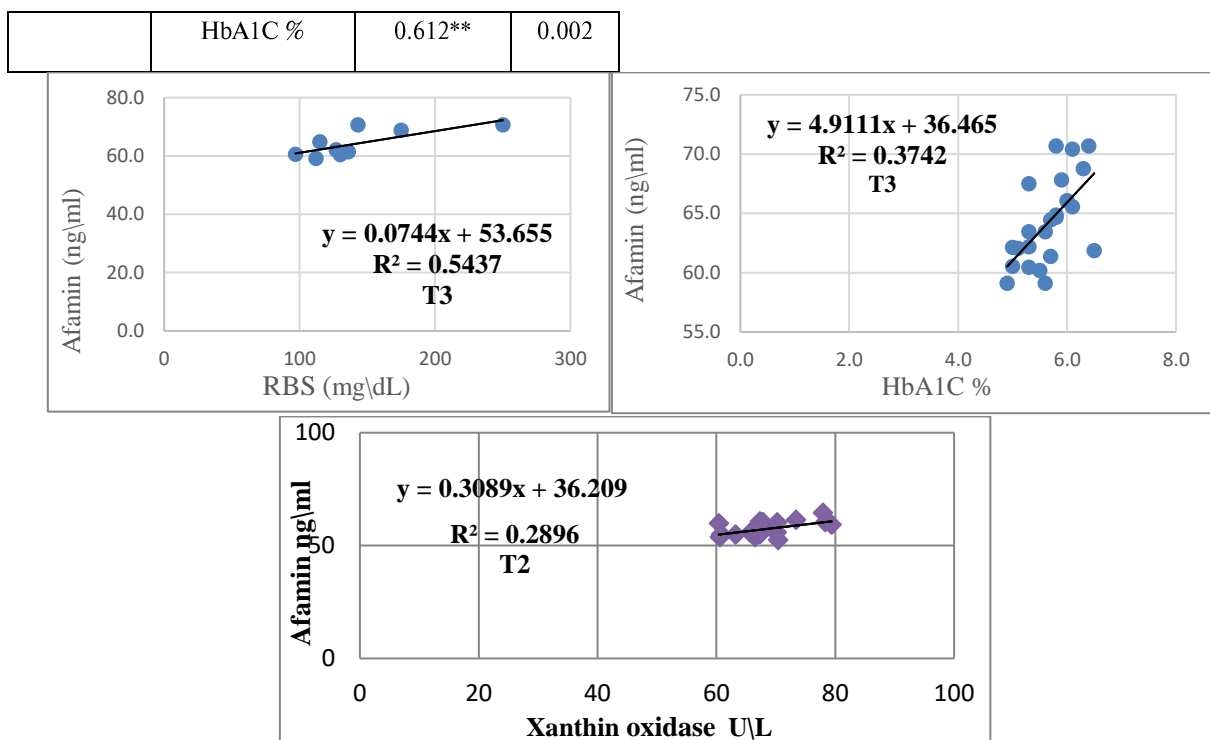 HbA1C % 0.612** 0.002
80.0
60.0
40.0
20.0
0.0
Afamin (ng\ml)
y = 0.0744x + 53.655
R² = 0.5437
T3
0 100 200 300
RBS (mg\dL)
75.0
70.0
65.0
60.0
55.0
Afamin (ng\ml)
y = 4.9111x + 36.465
R² = 0.3742
T3
0.0 2.0 4.0 6.0 8.0
HbA1C %
100
50
0
Afamin ng\ml
y = 0.3089x + 36.209
R² = 0.2896
T2
0 20 40 60 80 100
Xanthin oxidase U\L